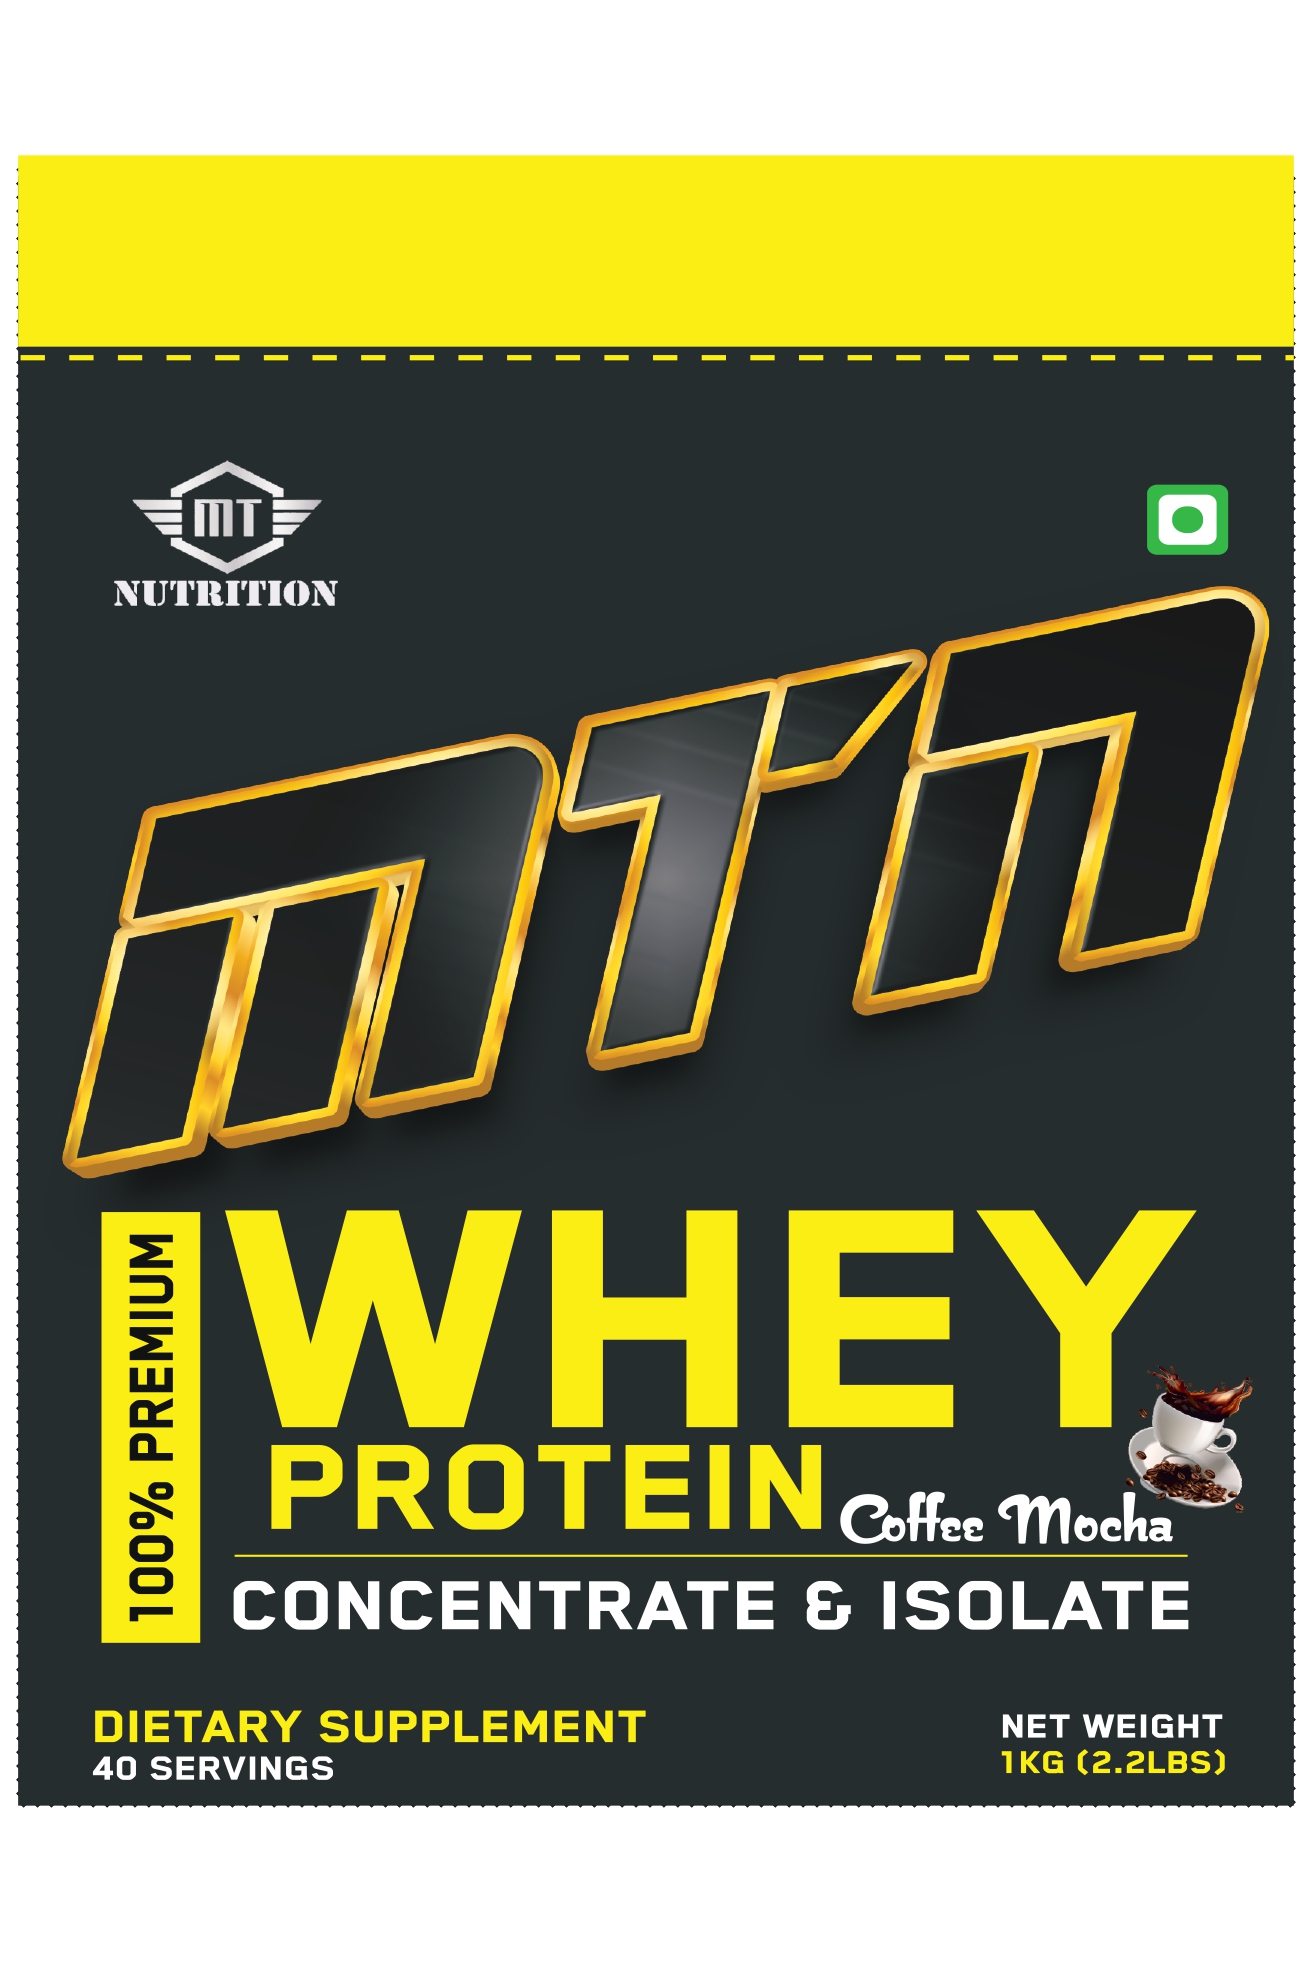 MT
NUTRITION
MTN
100% PREMIUM
WHEY
PROTEIN
Coffee Mocha
CONCENTRATE & ISOLATE
DIETARY SUPPLEMENT
40 SERVINGS
NET WEIGHT
1KG (2.2LBS)